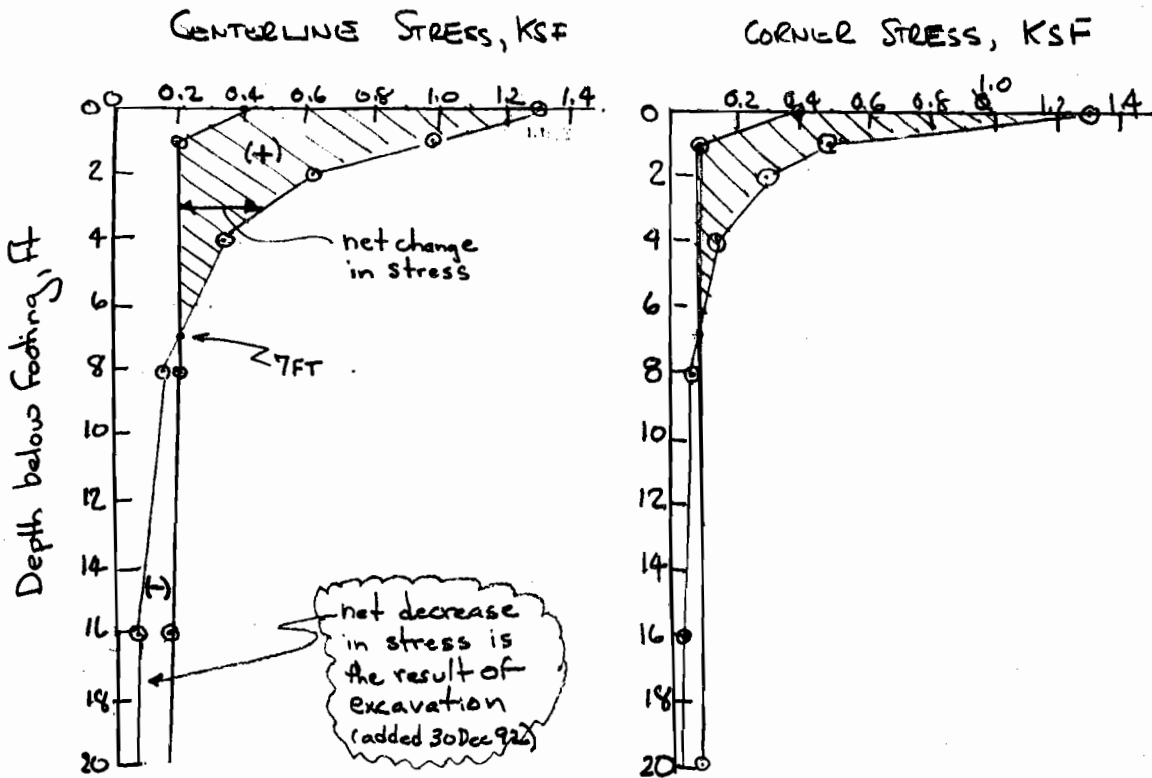 CENTERLINE STRESS, KSF
0 0.2 0.4 0.6 0.8 1.0 1.2 1.4
0
2
4
6
8
10
12
14
16
18
20
Depth below footing, Ft
(+)
net change
in stress
7FT
(-)
net decrease
in stress is
the result of
excavation
(added 30 Dec 92)
CORNER STRESS, KSF
0.2 0.4 0.6 0.8 1.0 1.2 1.4
0
2
4
6
8
10
12
14
16
18
20